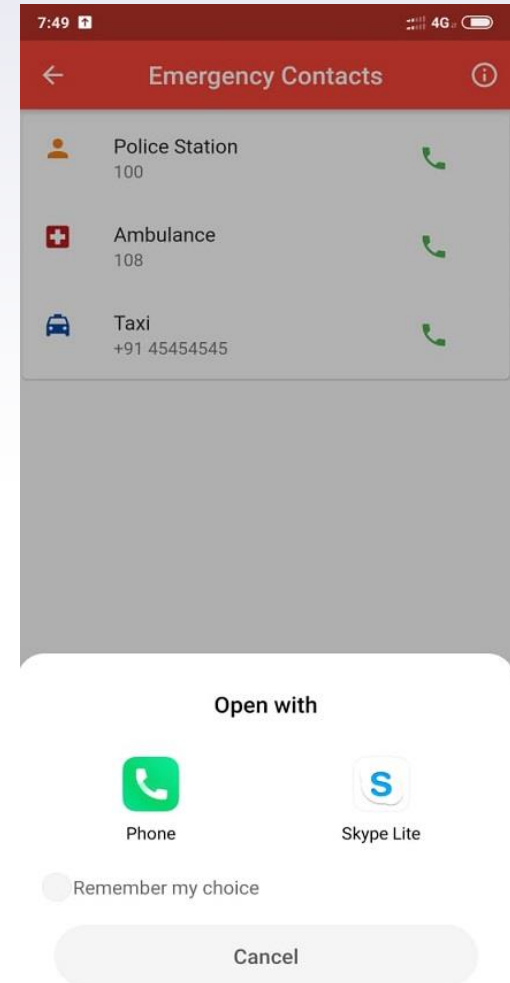 7:49 4G
Emergency Contacts
Police Station
100
Ambulance
108
Taxi
+91 45454545
Open with
S
Phone Skype Lite
Remember my choice
Cancel